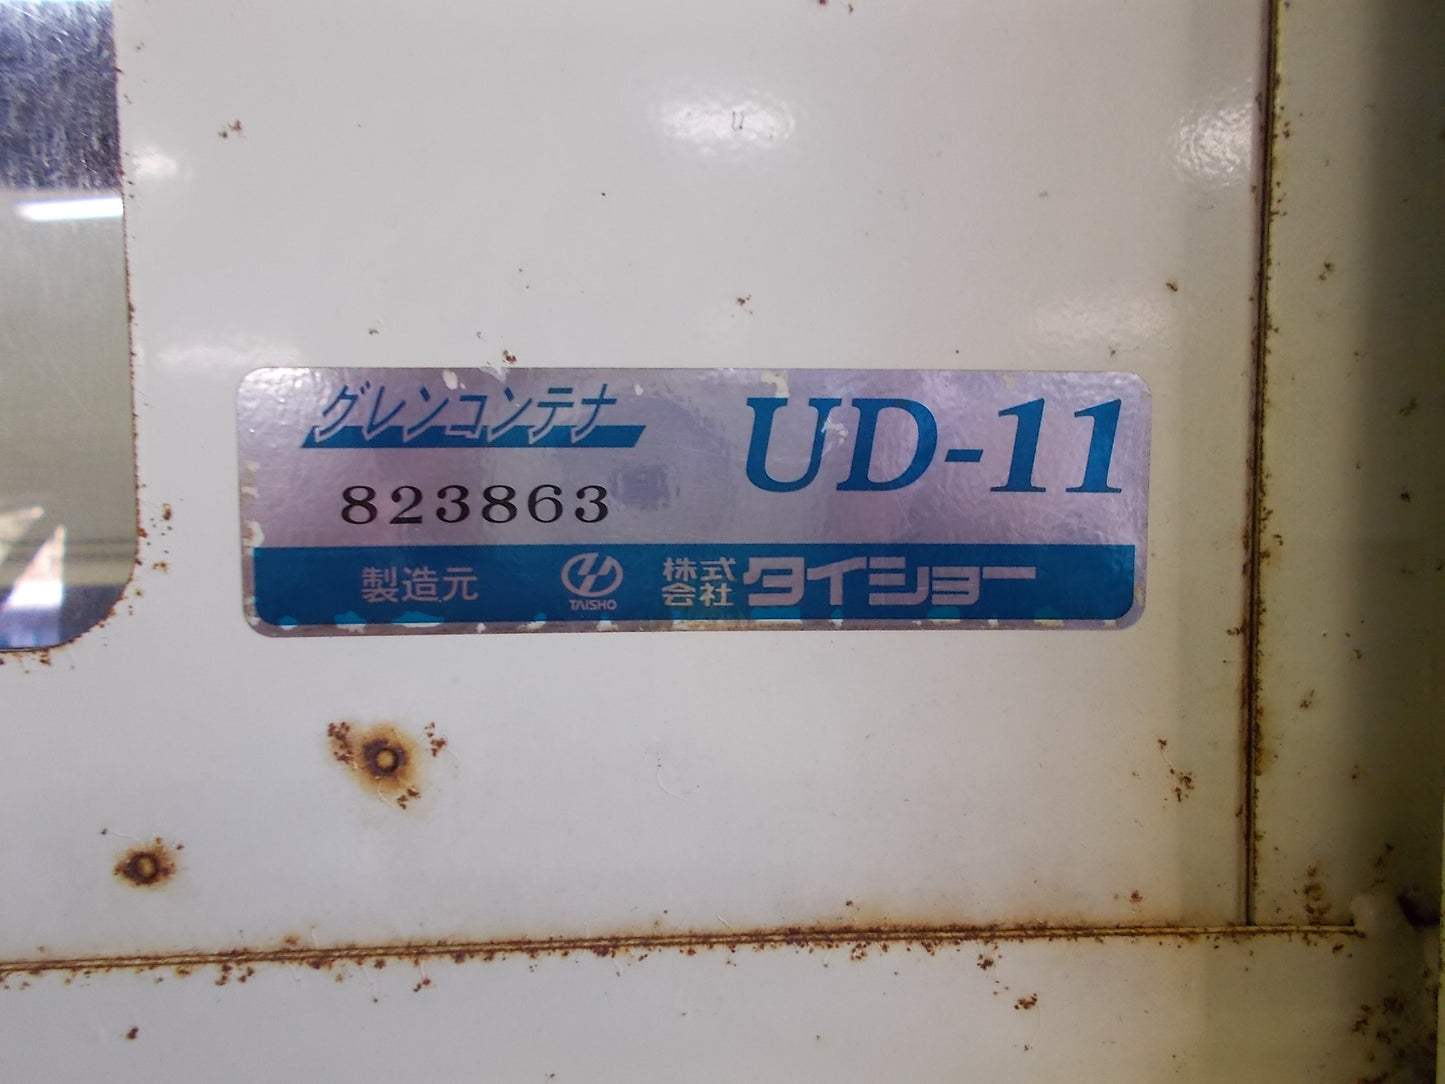 グレンコンテナ
UD-11
823863
製造元
TAISHO
株式会社 タイショー